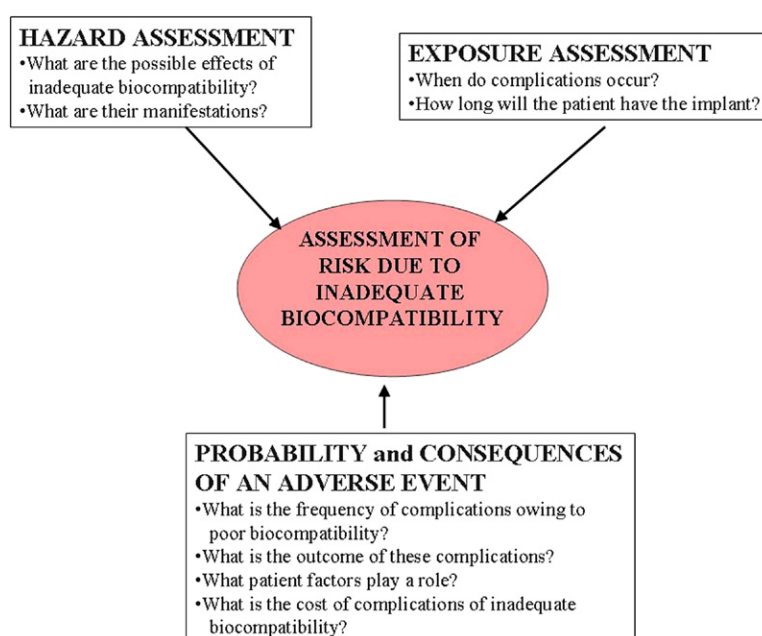 HAZARD ASSESSMENT
•What are the possible effects of
inadequate biocompatibility?
•What are their manifestations?
EXPOSURE ASSESSMENT
•When do complications occur?
•How long will the patient have the implant?
ASSESSMENT OF
RISK DUE TO
INADEQUATE
BIOCOMPATIBILITY
PROBABILITY and CONSEQUENCES
OF AN ADVERSE EVENT
•What is the frequency of complications owing to
poor biocompatibility?
•What is the outcome of these complications?
•What patient factors play a role?
•What is the cost of complications of inadequate
biocompatibility?